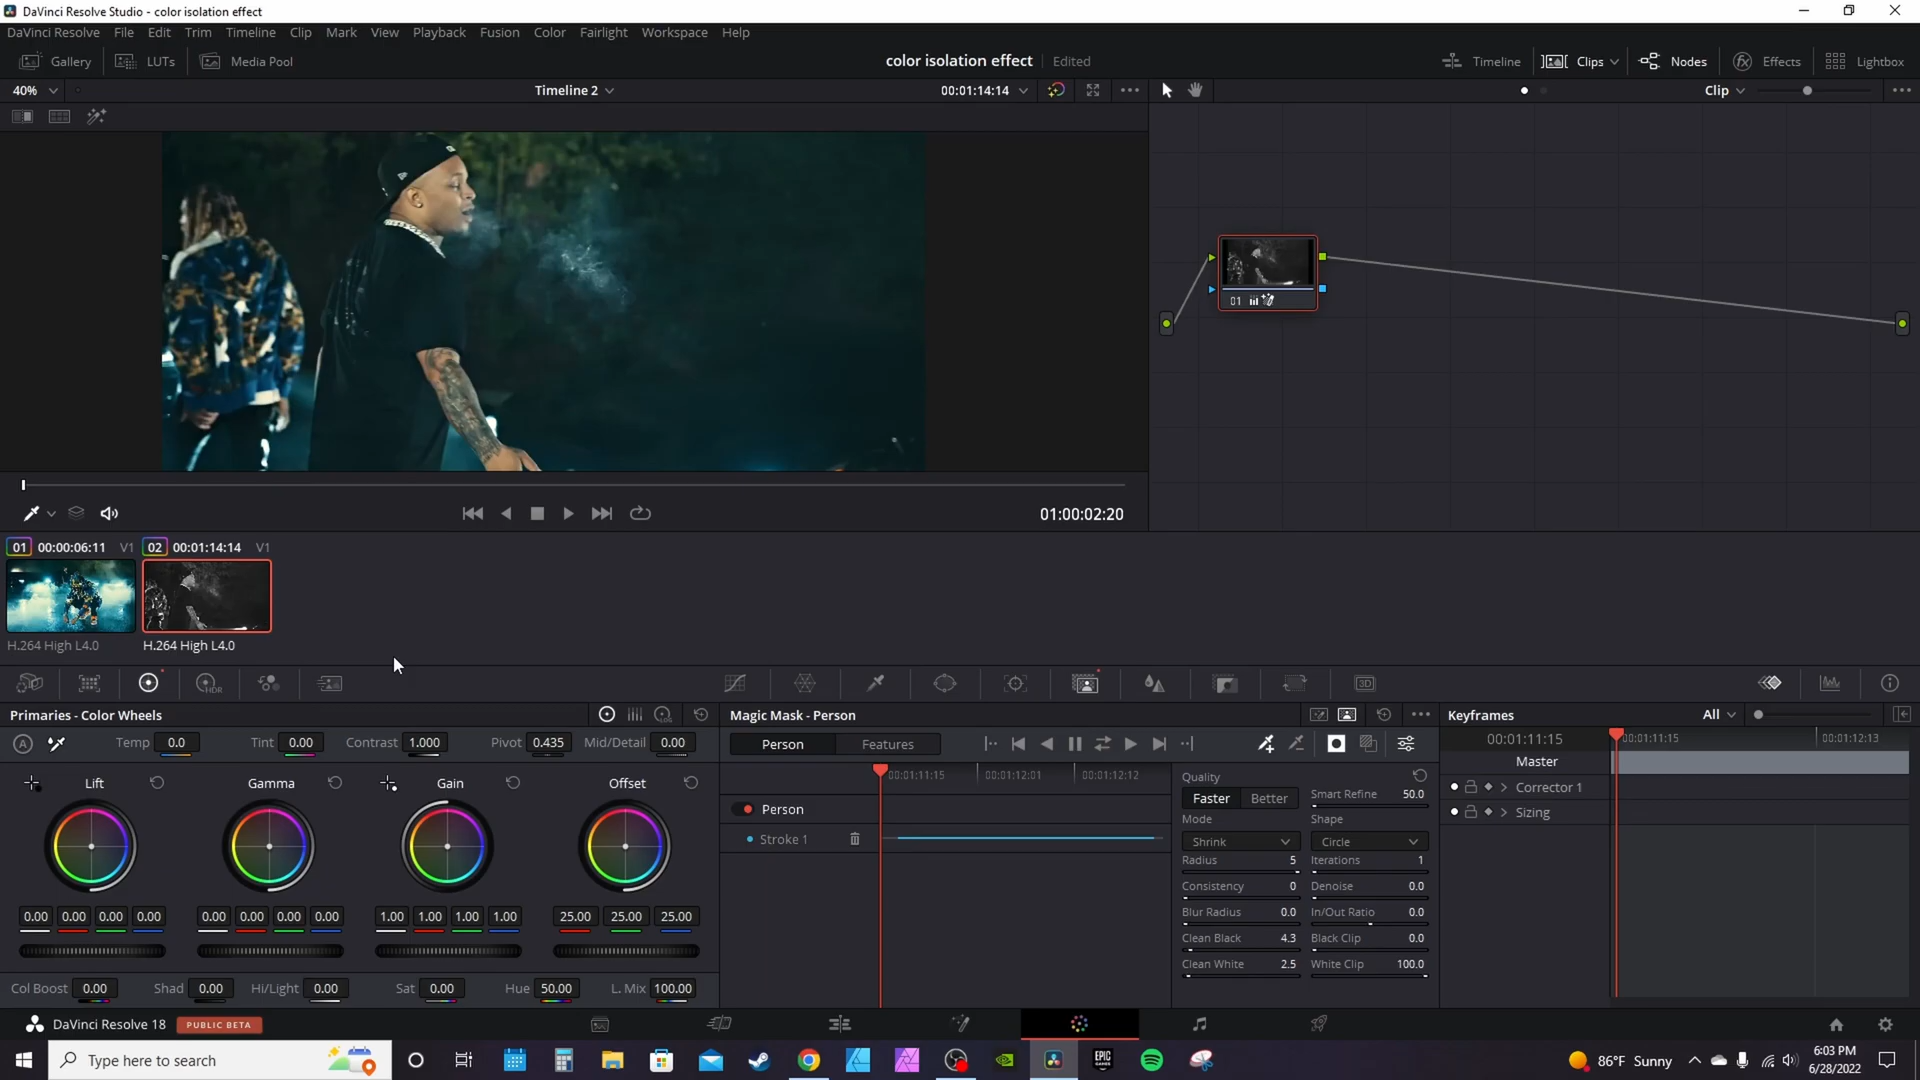 DaVinci Resolve Studio - color isolation effect
DaVinci Resolve File Edit Trim Timeline Clip Mark View Playback Fusion Color Fairlight Workspace Help
Gallery LUTs Media Pool color isolation effect Edited Timeline Clips Nodes Effects Lightbox
40% Timeline 2 00:01:14:14 Clip
01
01:00:02:20
01 00:00:06:11 V1 02 00:01:14:14 V1
H.264 High L4.0 H.264 High L4.0
HDR 3D
Primaries - Color Wheels LOG Magic Mask - Person Keyframes All
A Temp 0.0 Tint 0.00 Contrast 1.000 Pivot 0.435 Mid/Detail 0.00 Person Features 00:01:11:15 00:01:11:15 00:01:12:13
Master
Lift Gamma Gain Offset 00:01:11:15 00:01:12:01 00:01:12:12 Quality
Faster Better Smart Refine 50.0 Corrector 1
Person Mode Shape Sizing
Stroke 1 Shrink Circle
Radius 5 Iterations 1
Consistency 0 Denoise 0.0
0.00 0.00 0.00 0.00 0.00 0.00 0.00 0.00 1.00 1.00 1.00 1.00 25.00 25.00 25.00 Blur Radius 0.0 In/Out Ratio 0.0
Clean Black 4.3 Black Clip 0.0
Clean White 2.5 White Clip 100.0
Col Boost 0.00 Shad 0.00 Hi/Light 0.00 Sat 0.00 Hue 50.00 L. Mix 100.00
DaVinci Resolve 18 PUBLIC BETA
Type here to search EPIC GAMES 86°F Sunny 6:03 PM
6/28/2022